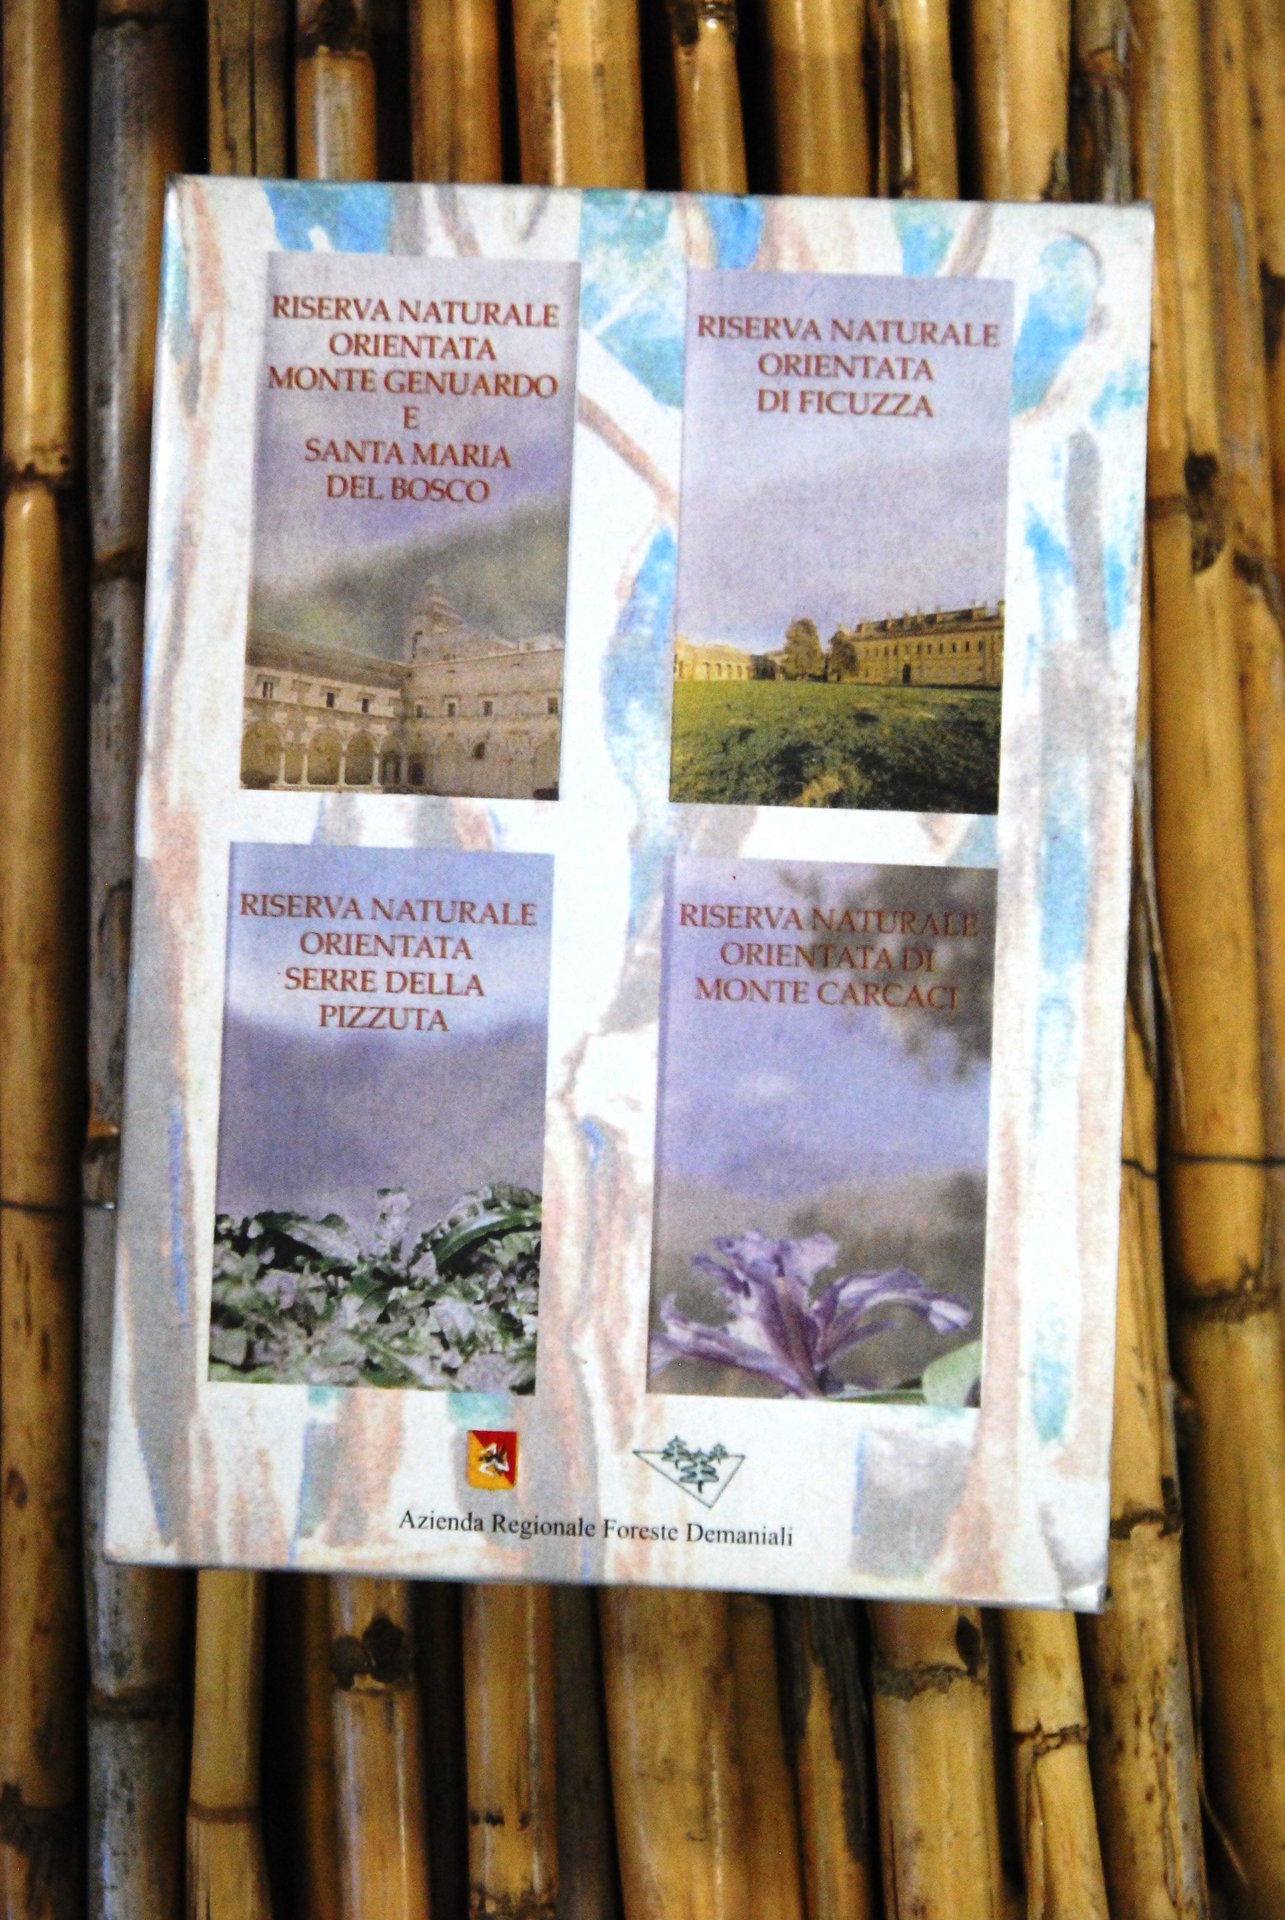 RISERVA NATURALE
ORIENTATA
MONTE GENUARDO
E
SANTA MARIA
DEL BOSCO
RISERVA NATURALE
ORIENTATA
DI FICUZZA
RISERVA NATURALE
ORIENTATA
SERRE DELLA
PIZZUTA
RISERVA NATURALE
ORIENTATA DI
MONTE CARCACI
Azienda Regionale Foreste Demaniali